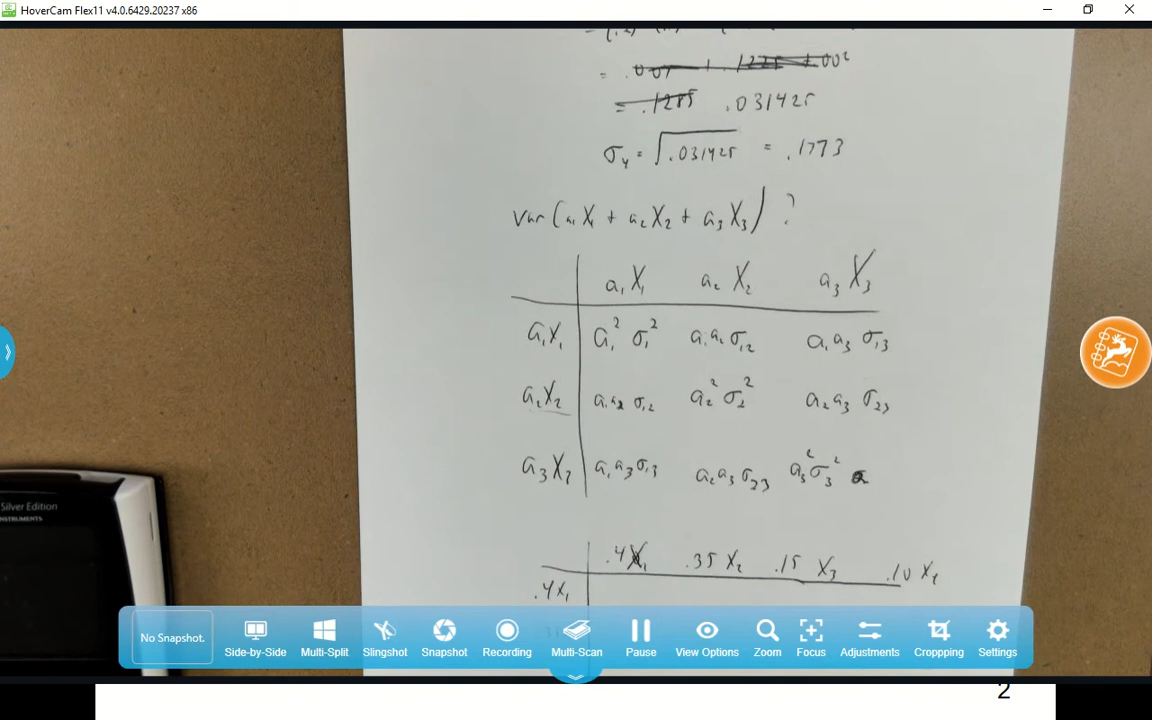 HoverCam Flex11 v4.0.6429.20237 x86
= .1285 .031425
σy = √.031425 = .1773
Var (a₁X₁ + a₂X₂ + a₃X₃) ?
a₁X₁ a₂X₂ a₃X₃
a₁X₁ a₁²σ₁² a₁a₂σ₁₂ a₁a₃σ₁₃
a₂X₂ a₁a₂σ₁₂ a₂²σ₂² a₂a₃σ₂₃
a₃X₃ a₁a₃σ₁₃ a₂a₃σ₂₃ a₃²σ₃²
.4X₁ .35X₂ .15X₃ .10X₄
.4X₁
Silver Edition
INSTRUMENTS
No Snapshot.
Side-by-Side
Multi-Split
Slingshot
Snapshot
Recording
Multi-Scan
Pause
View Options
Zoom
Focus
Adjustments
Croppping
Settings
2